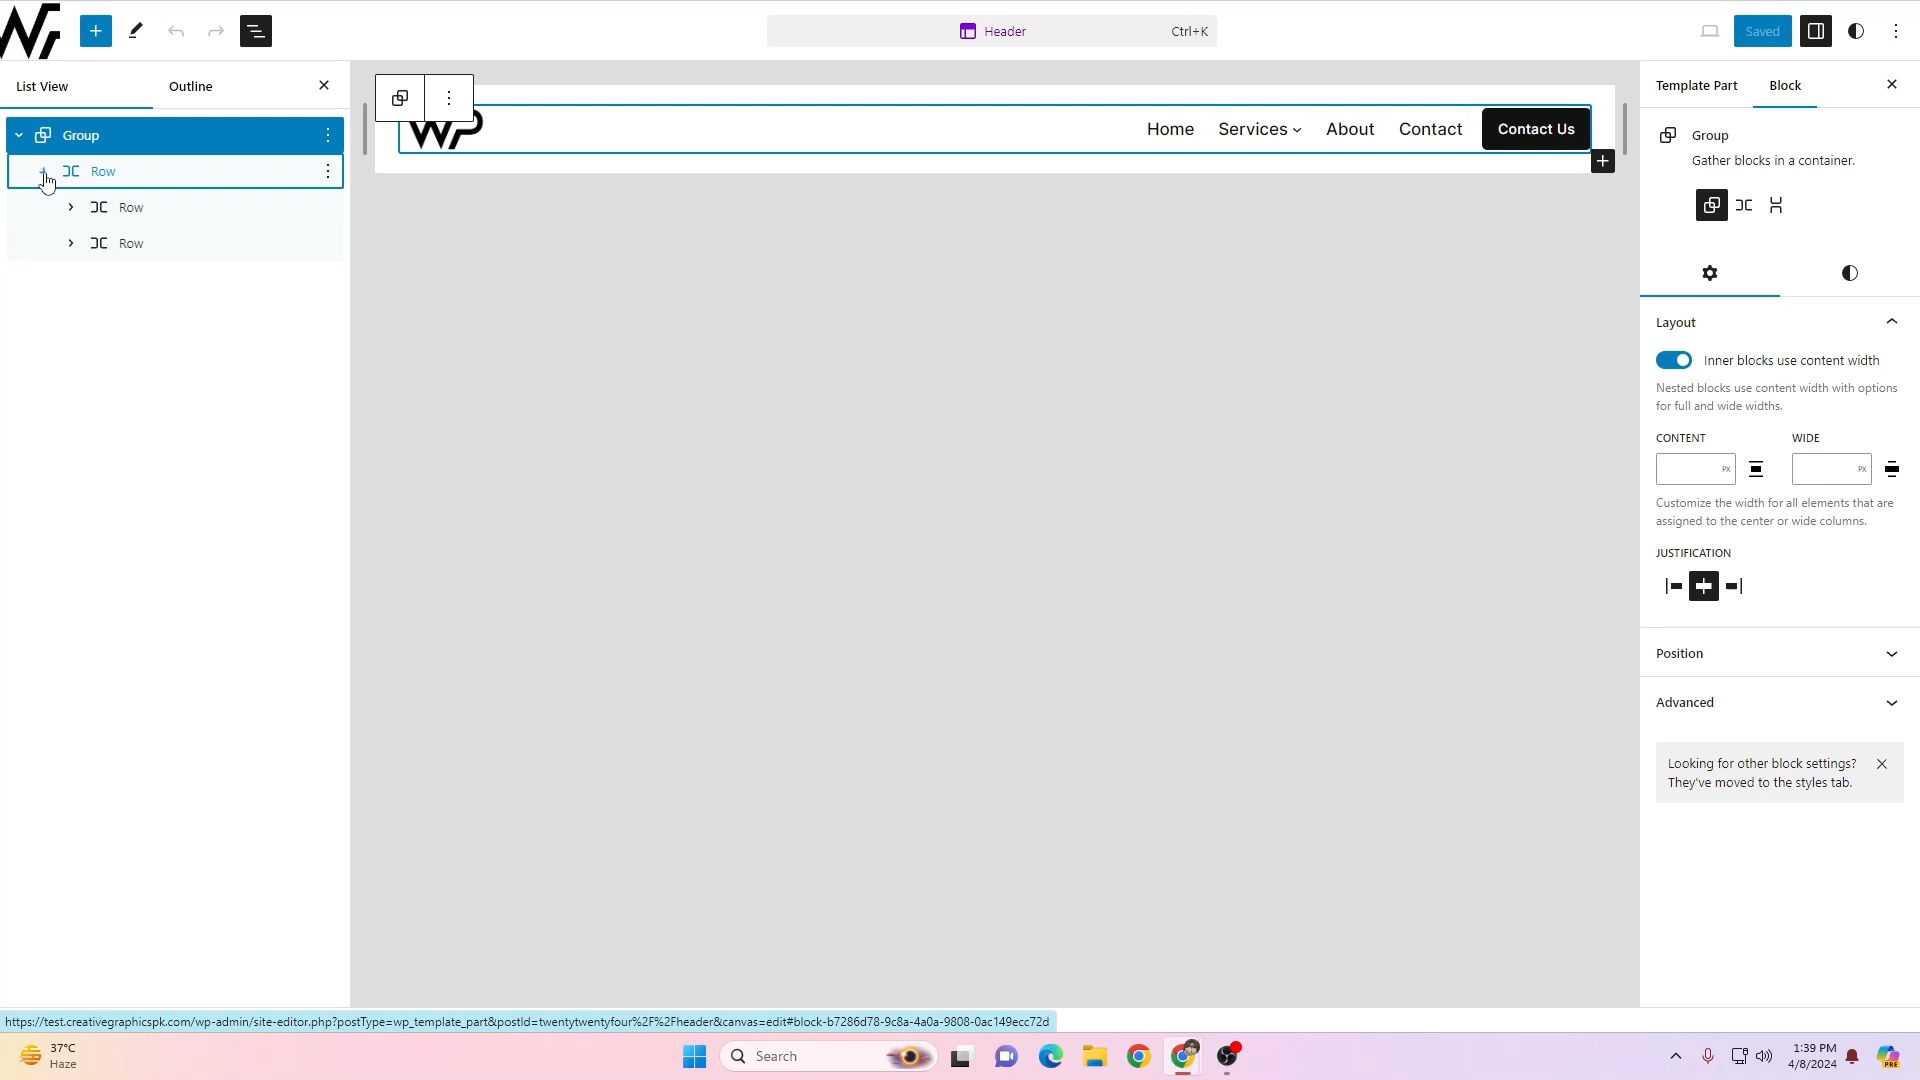 Header
Ctrl+K
Saved
List View
Outline
Template Part
Block
Group
Row
Row
Row
WP
Home
Services
About
Contact
Contact Us
Group
Gather blocks in a container.
Layout
Inner blocks use content width
Nested blocks use content width with options
for full and wide widths.
CONTENT
WIDE
PX
PX
Customize the width for all elements that are
assigned to the center or wide columns.
JUSTIFICATION
Position
Advanced
Looking for other block settings?
They've moved to the styles tab.
https://test.creativegraphicspk.com/wp-admin/site-editor.php?postType=wp_template_part&postId=twentytwentyfour%2F%2Fheader&canvas=edit#block-b7286d78-9c8a-4a0a-9808-0ac149ecc72d
37°C
Haze
Search
1:39 PM
4/8/2024
PRE